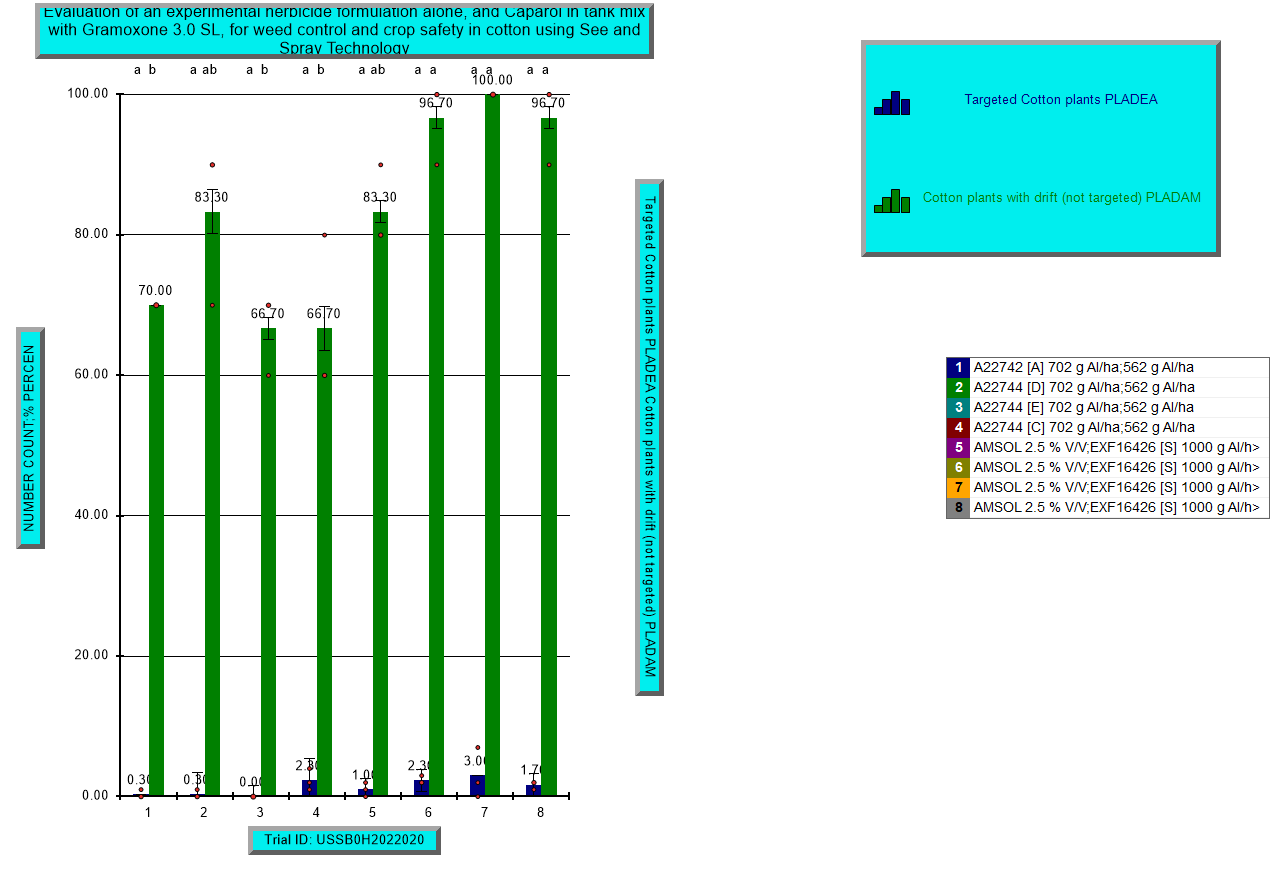 Evaluation of an experimental herbicide formulation alone, and Caparol in tank mix
with Gramoxone 3.0 SL, for weed control and crop safety in cotton using See and
Spray Technology
a b a ab a b a b a ab a a a a a a
100.00
100.00
96.70 96.70
83.30 83.30
80.00
70.00
66.70 66.70
60.00
40.00
20.00
0.30 0.30 0.00 2.30 1.00 2.30 3.00 1.70
0.00
1 2 3 4 5 6 7 8
Trial ID: USSB0H2022020
NUMBER COUNT;% PERCEN
Targeted Cotton plants PLADEA Cotton plants with drift (not targeted) PLADAM
Targeted Cotton plants PLADEA
Cotton plants with drift (not targeted) PLADAM
1 A22742 [A] 702 g AI/ha;562 g AI/ha
2 A22744 [D] 702 g AI/ha;562 g AI/ha
3 A22744 [E] 702 g AI/ha;562 g AI/ha
4 A22744 [C] 702 g AI/ha;562 g AI/ha
5 AMSOL 2.5 % V/V;EXF16426 [S] 1000 g AI/h>
6 AMSOL 2.5 % V/V;EXF16426 [S] 1000 g AI/h>
7 AMSOL 2.5 % V/V;EXF16426 [S] 1000 g AI/h>
8 AMSOL 2.5 % V/V;EXF16426 [S] 1000 g AI/h>